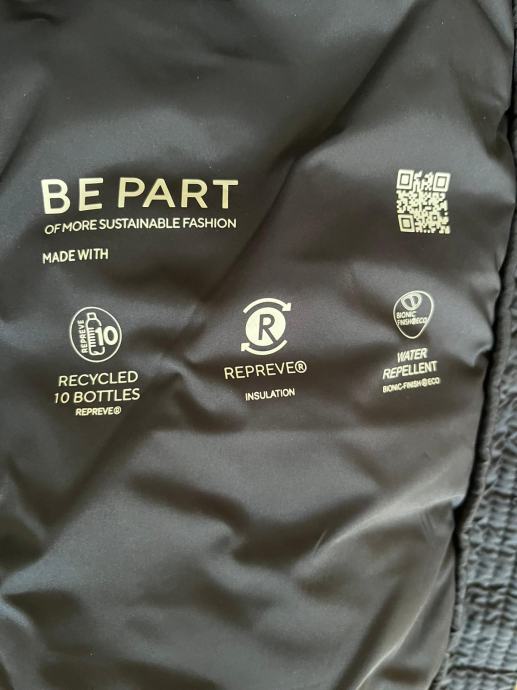 BE PART
OF MORE SUSTAINABLE FASHION
MADE WITH
REPREVE 10
RECYCLED
10 BOTTLES
REPREVE®
R
REPREVE®
INSULATION
BIONIC
FINISH®ECO
WATER
REPELLENT
BIONIC-FINISH®ECO